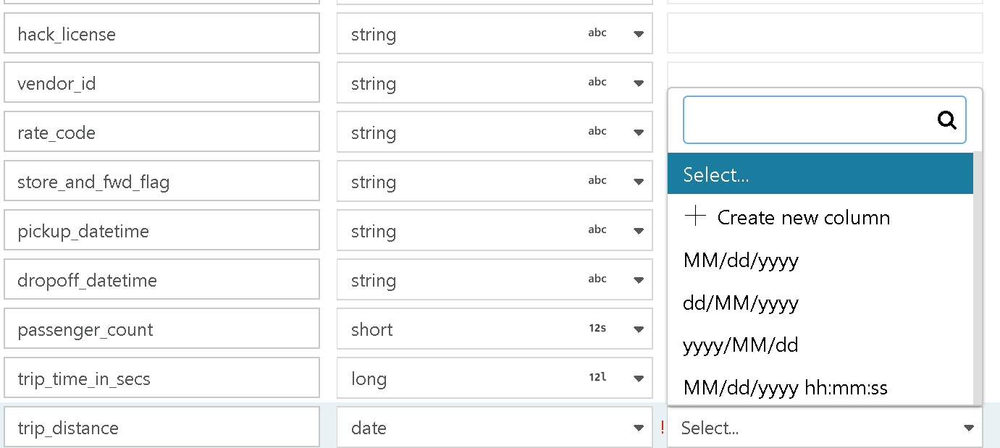 hack_license string abc
vendor_id string abc
rate_code string abc
Select...
store_and_fwd_flag string abc
+ Create new column
pickup_datetime string abc
MM/dd/yyyy
dropoff_datetime string abc
dd/MM/yyyy
passenger_count short 12s
yyyy/MM/dd
trip_time_in_secs long 12l
MM/dd/yyyy hh:mm:ss
trip_distance date ! Select...